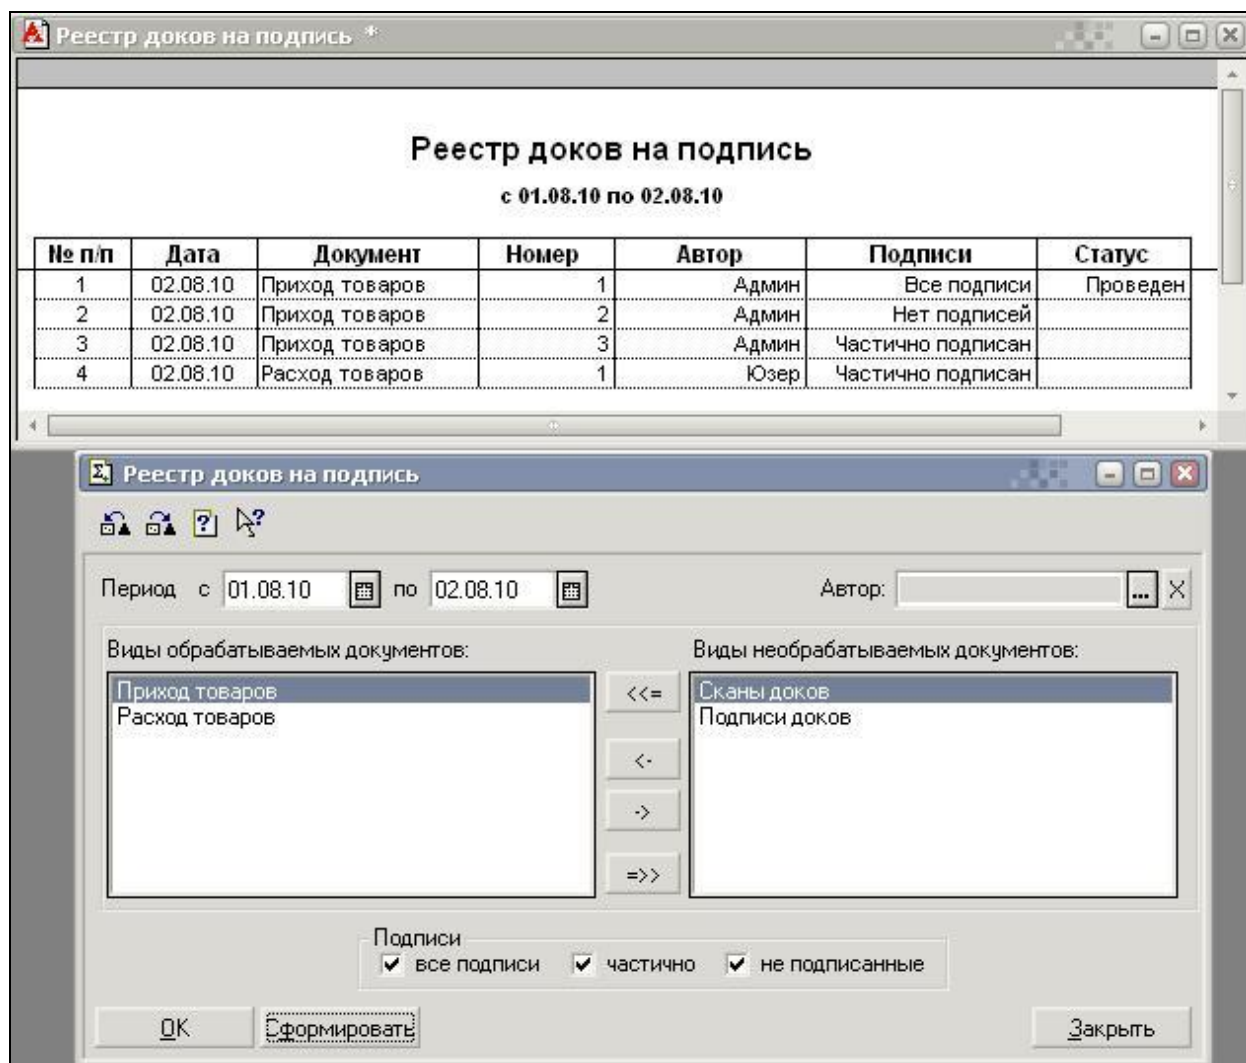 Реестр доков на подпись *
Реестр доков на подпись
с 01.08.10 по 02.08.10
№ п/п Дата Документ Номер Автор Подписи Статус
1 02.08.10 Приход товаров 1 Админ Все подписи Проведен
2 02.08.10 Приход товаров 2 Админ Нет подписей
3 02.08.10 Приход товаров 3 Админ Частично подписан
4 02.08.10 Расход товаров 1 Юзер Частично подписан
Реестр доков на подпись
Период с 01.08.10 по 02.08.10 Автор: ... X
Виды обрабатываемых документов: Виды необрабатываемых документов:
Приход товаров <<= Сканы доков
Расход товаров Подписи доков
<-
->
=>>
Подписи
все подписи частично не подписанные
OK Сформировать Закрыть